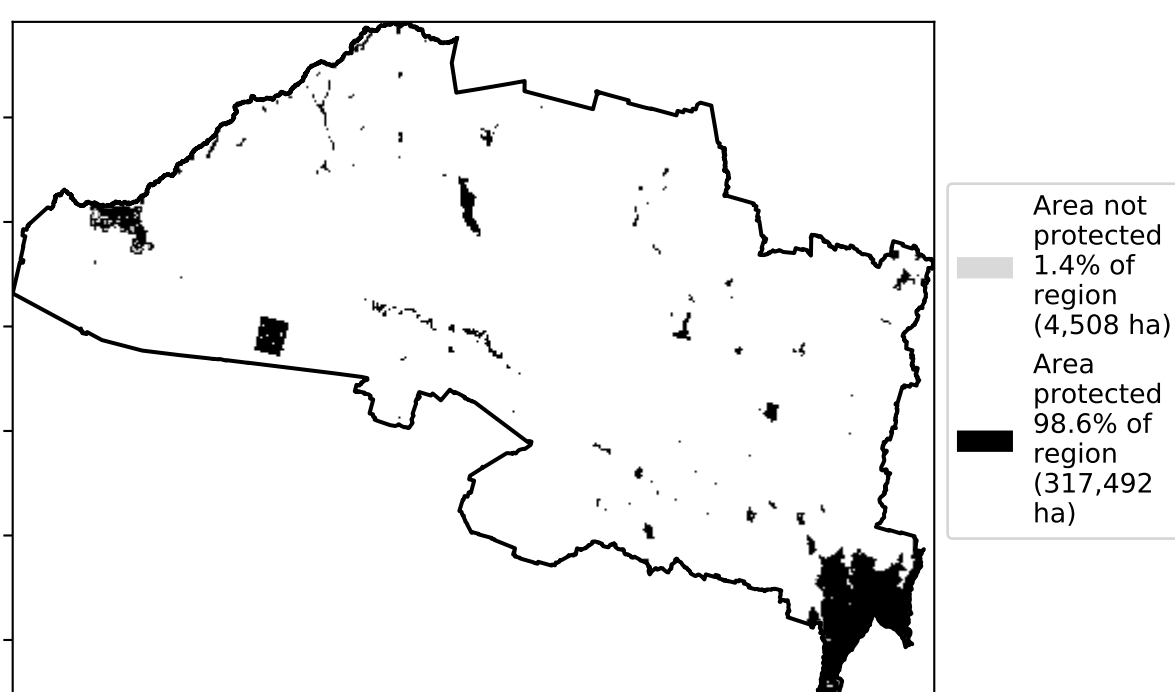 Area not
protected
1.4% of
region
(4,508 ha)
Area
protected
98.6% of
region
(317,492
ha)